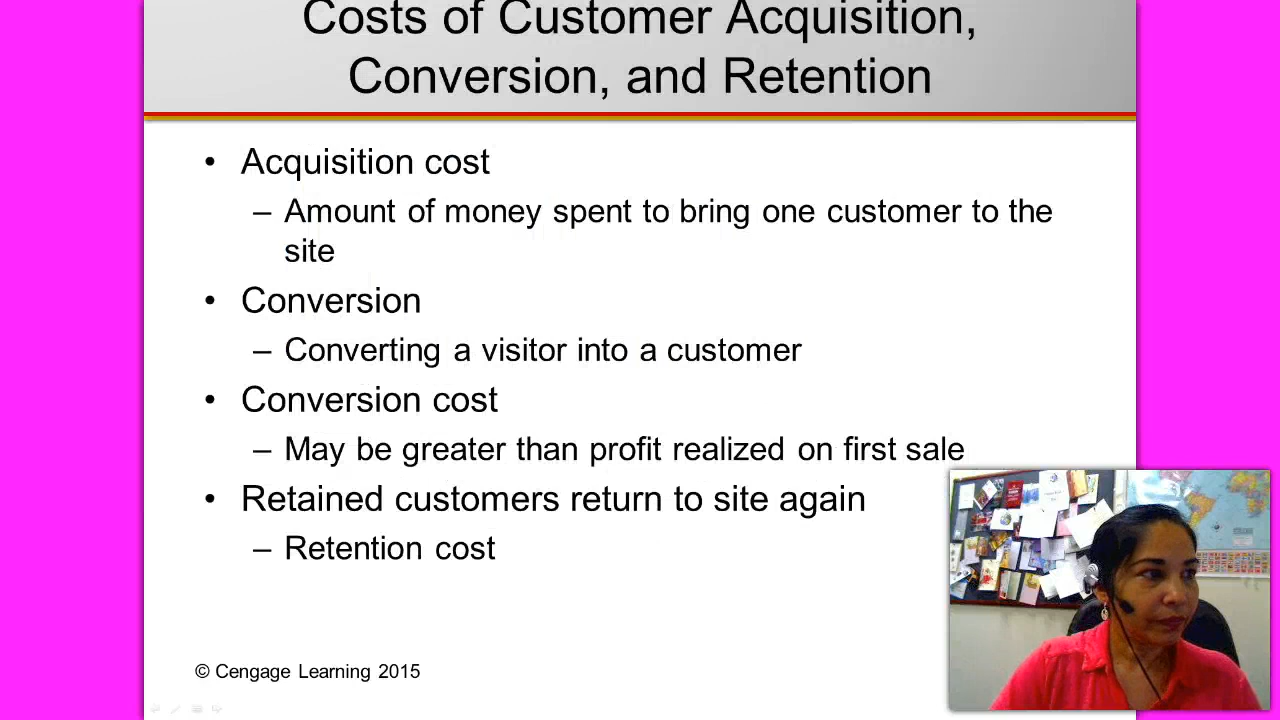 Costs of Customer Acquisition,
Conversion, and Retention
• Acquisition cost
– Amount of money spent to bring one customer to the
site
• Conversion
– Converting a visitor into a customer
• Conversion cost
– May be greater than profit realized on first sale
• Retained customers return to site again
– Retention cost
© Cengage Learning 2015